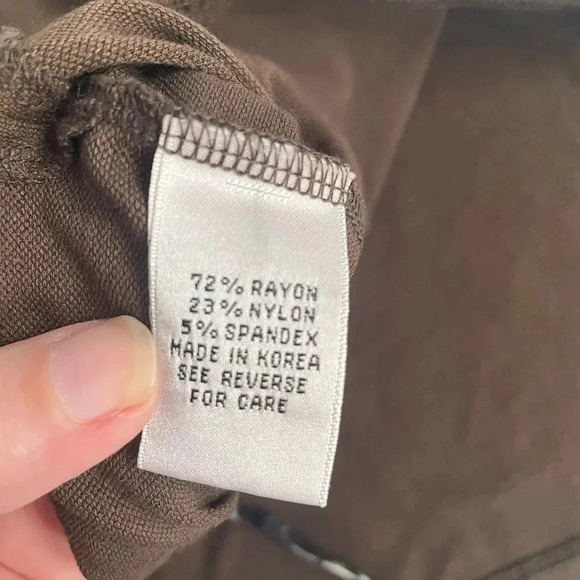 72% RAYON
23% NYLON
5% SPANDEX
MADE IN KOREA
SEE REVERSE
FOR CARE